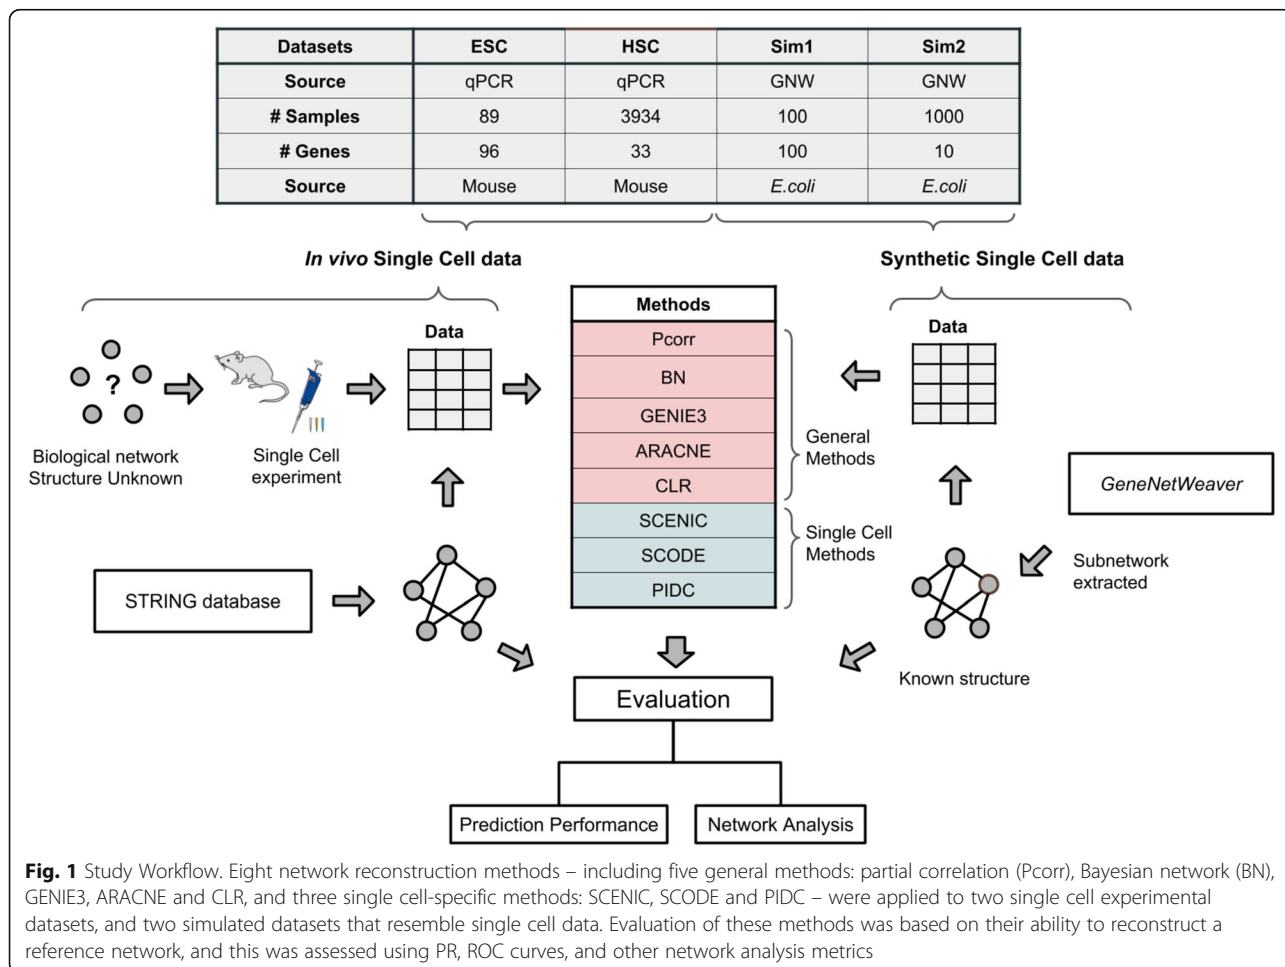 Datasets ESC HSC Sim1 Sim2
Source qPCR qPCR GNW GNW
# Samples 89 3934 100 1000
# Genes 96 33 100 10
Source Mouse Mouse E.coli E.coli
In vivo Single Cell data
Synthetic Single Cell data
Methods
Pcorr
BN
GENIE3
ARACNE
CLR
SCENIC
SCODE
PIDC
General
Methods
Single Cell
Methods
Data
?
Biological network
Structure Unknown
Single Cell
experiment
STRING database
Data
GeneNetWeaver
Subnetwork
extracted
Known structure
Evaluation
Prediction Performance
Network Analysis
Fig. 1 Study Workflow. Eight network reconstruction methods – including five general methods: partial correlation (Pcorr), Bayesian network (BN),
GENIE3, ARACNE and CLR, and three single cell-specific methods: SCENIC, SCODE and PIDC – were applied to two single cell experimental
datasets, and two simulated datasets that resemble single cell data. Evaluation of these methods was based on their ability to reconstruct a
reference network, and this was assessed using PR, ROC curves, and other network analysis metrics